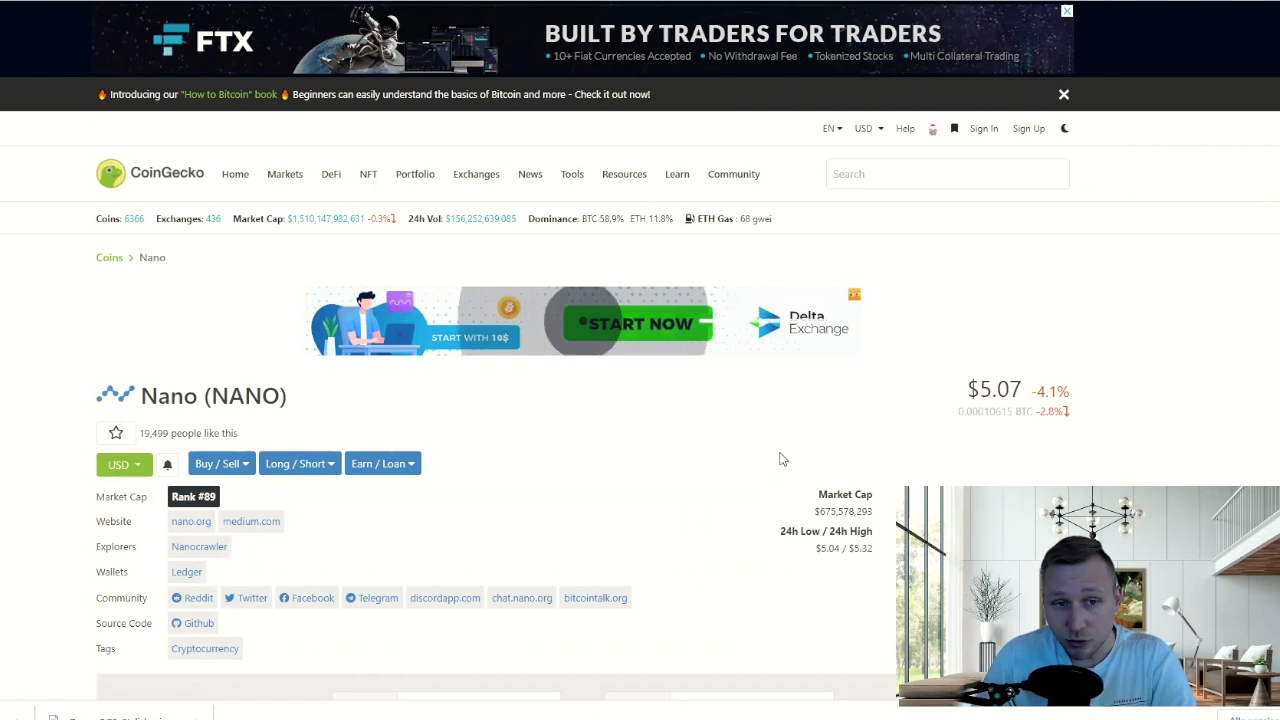 FTX
BUILT BY TRADERS FOR TRADERS
• 10+ Fiat Currencies Accepted • No Withdrawal Fee • Tokenized Stocks • Multi Collateral Trading
Introducing our "How to Bitcoin" book Beginners can easily understand the basics of Bitcoin and more - Check it out now!
EN USD Help Sign In Sign Up
CoinGecko Home Markets DeFi NFT Portfolio Exchanges News Tools Resources Learn Community Search
Coins: 6366 Exchanges: 436 Market Cap: $1,510,147,982,631 -0.3% 24h Vol: $156,252,639,085 Dominance: BTC 58.9% ETH 11.8% ETH Gas : 68 gwei
Coins > Nano
START WITH 10$
START NOW
Delta
Exchange
Nano (NANO)
$5.07 -4.1%
0.00010615 BTC -2.8%
19,499 people like this
USD Buy / Sell Long / Short Earn / Loan
Market Cap Rank #89
Website nano.org medium.com
Explorers Nanocrawler
Wallets Ledger
Community Reddit Twitter Facebook Telegram discordapp.com chat.nano.org bitcointalk.org
Source Code Github
Tags Cryptocurrency
Market Cap
$675,578,293
24h Low / 24h High
$5.04 / $5.32